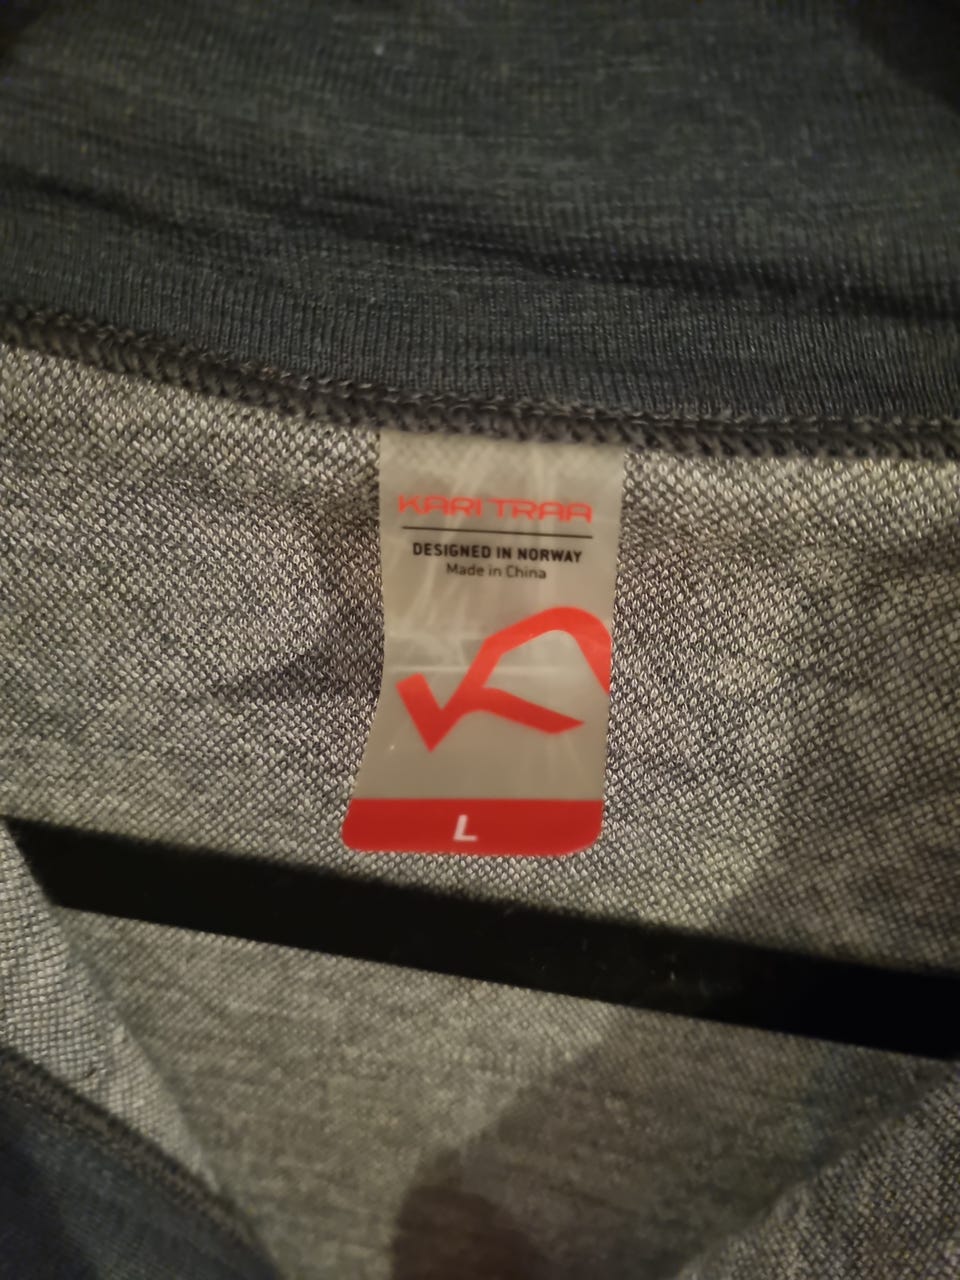 KARI TRAA
DESIGNED IN NORWAY
Made in China
L